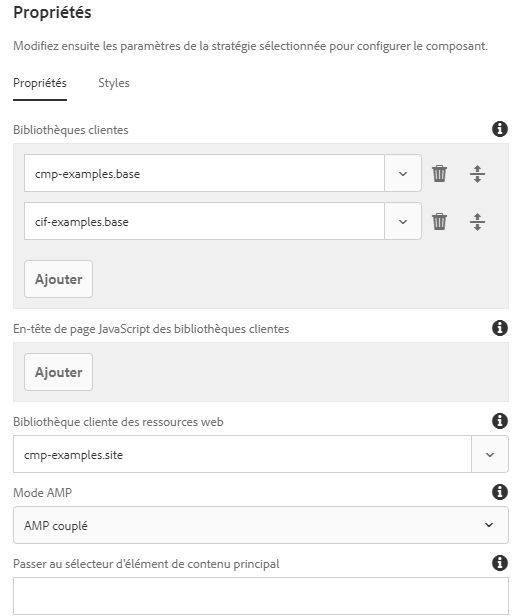 Propriétés
Modifiez ensuite les paramètres de la stratégie sélectionnée pour configurer le composant.
Propriétés Styles
Bibliothèques clientes
cmp-examples.base
cif-examples.base
Ajouter
En-tête de page JavaScript des bibliothèques clientes
Ajouter
Bibliothèque cliente des ressources web
cmp-examples.site
Mode AMP
AMP couplé
Passer au sélecteur d'élément de contenu principal